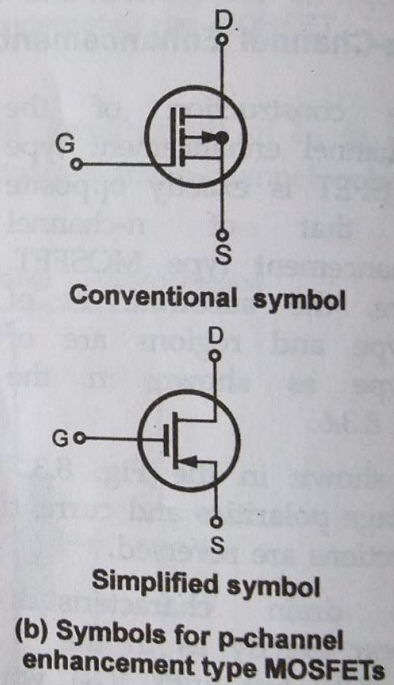 D
G
S
Conventional symbol
D
G
S
Simplified symbol
(b) Symbols for p-channel
enhancement type MOSFETs